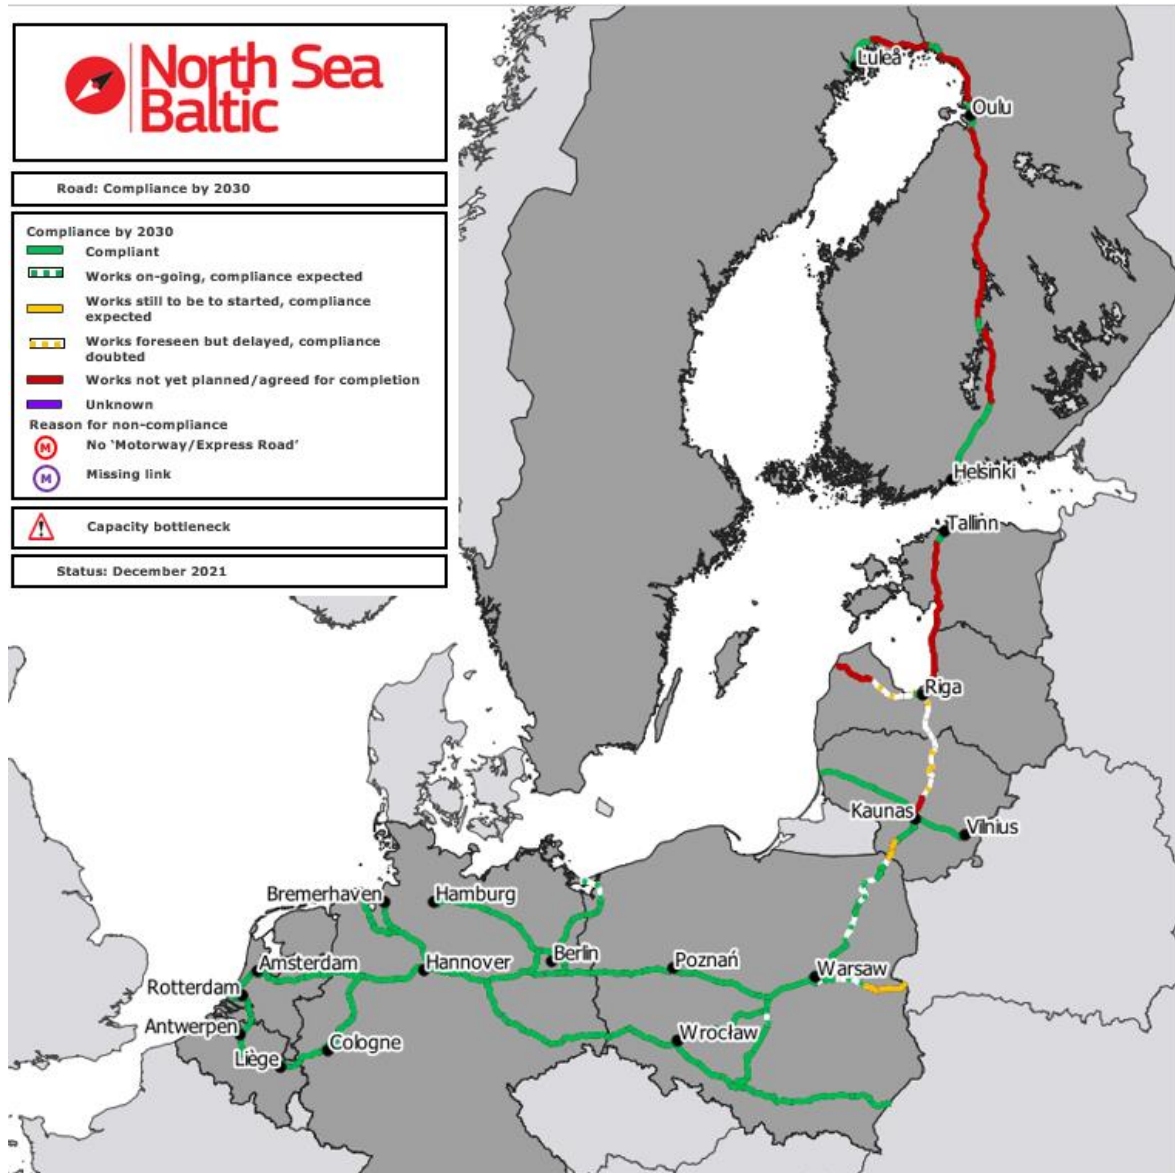 North Sea
Baltic
Road: Compliance by 2030
Compliance by 2030
Compliant
Works on-going, compliance expected
Works still to be to started, compliance
expected
Works foreseen but delayed, compliance
doubted
Works not yet planned/agreed for completion
Unknown
Reason for non-compliance
M No ‘Motorway/Express Road’
M Missing link
! Capacity bottleneck
Status: December 2021
Luleå
Oulu
Helsinki
Tallinn
Riga
Kaunas
Vilnius
Bremerhaven
Hamburg
Amsterdam
Hannover
Berlin
Poznań
Warsaw
Rotterdam
Antwerpen
Liège
Cologne
Wrocław